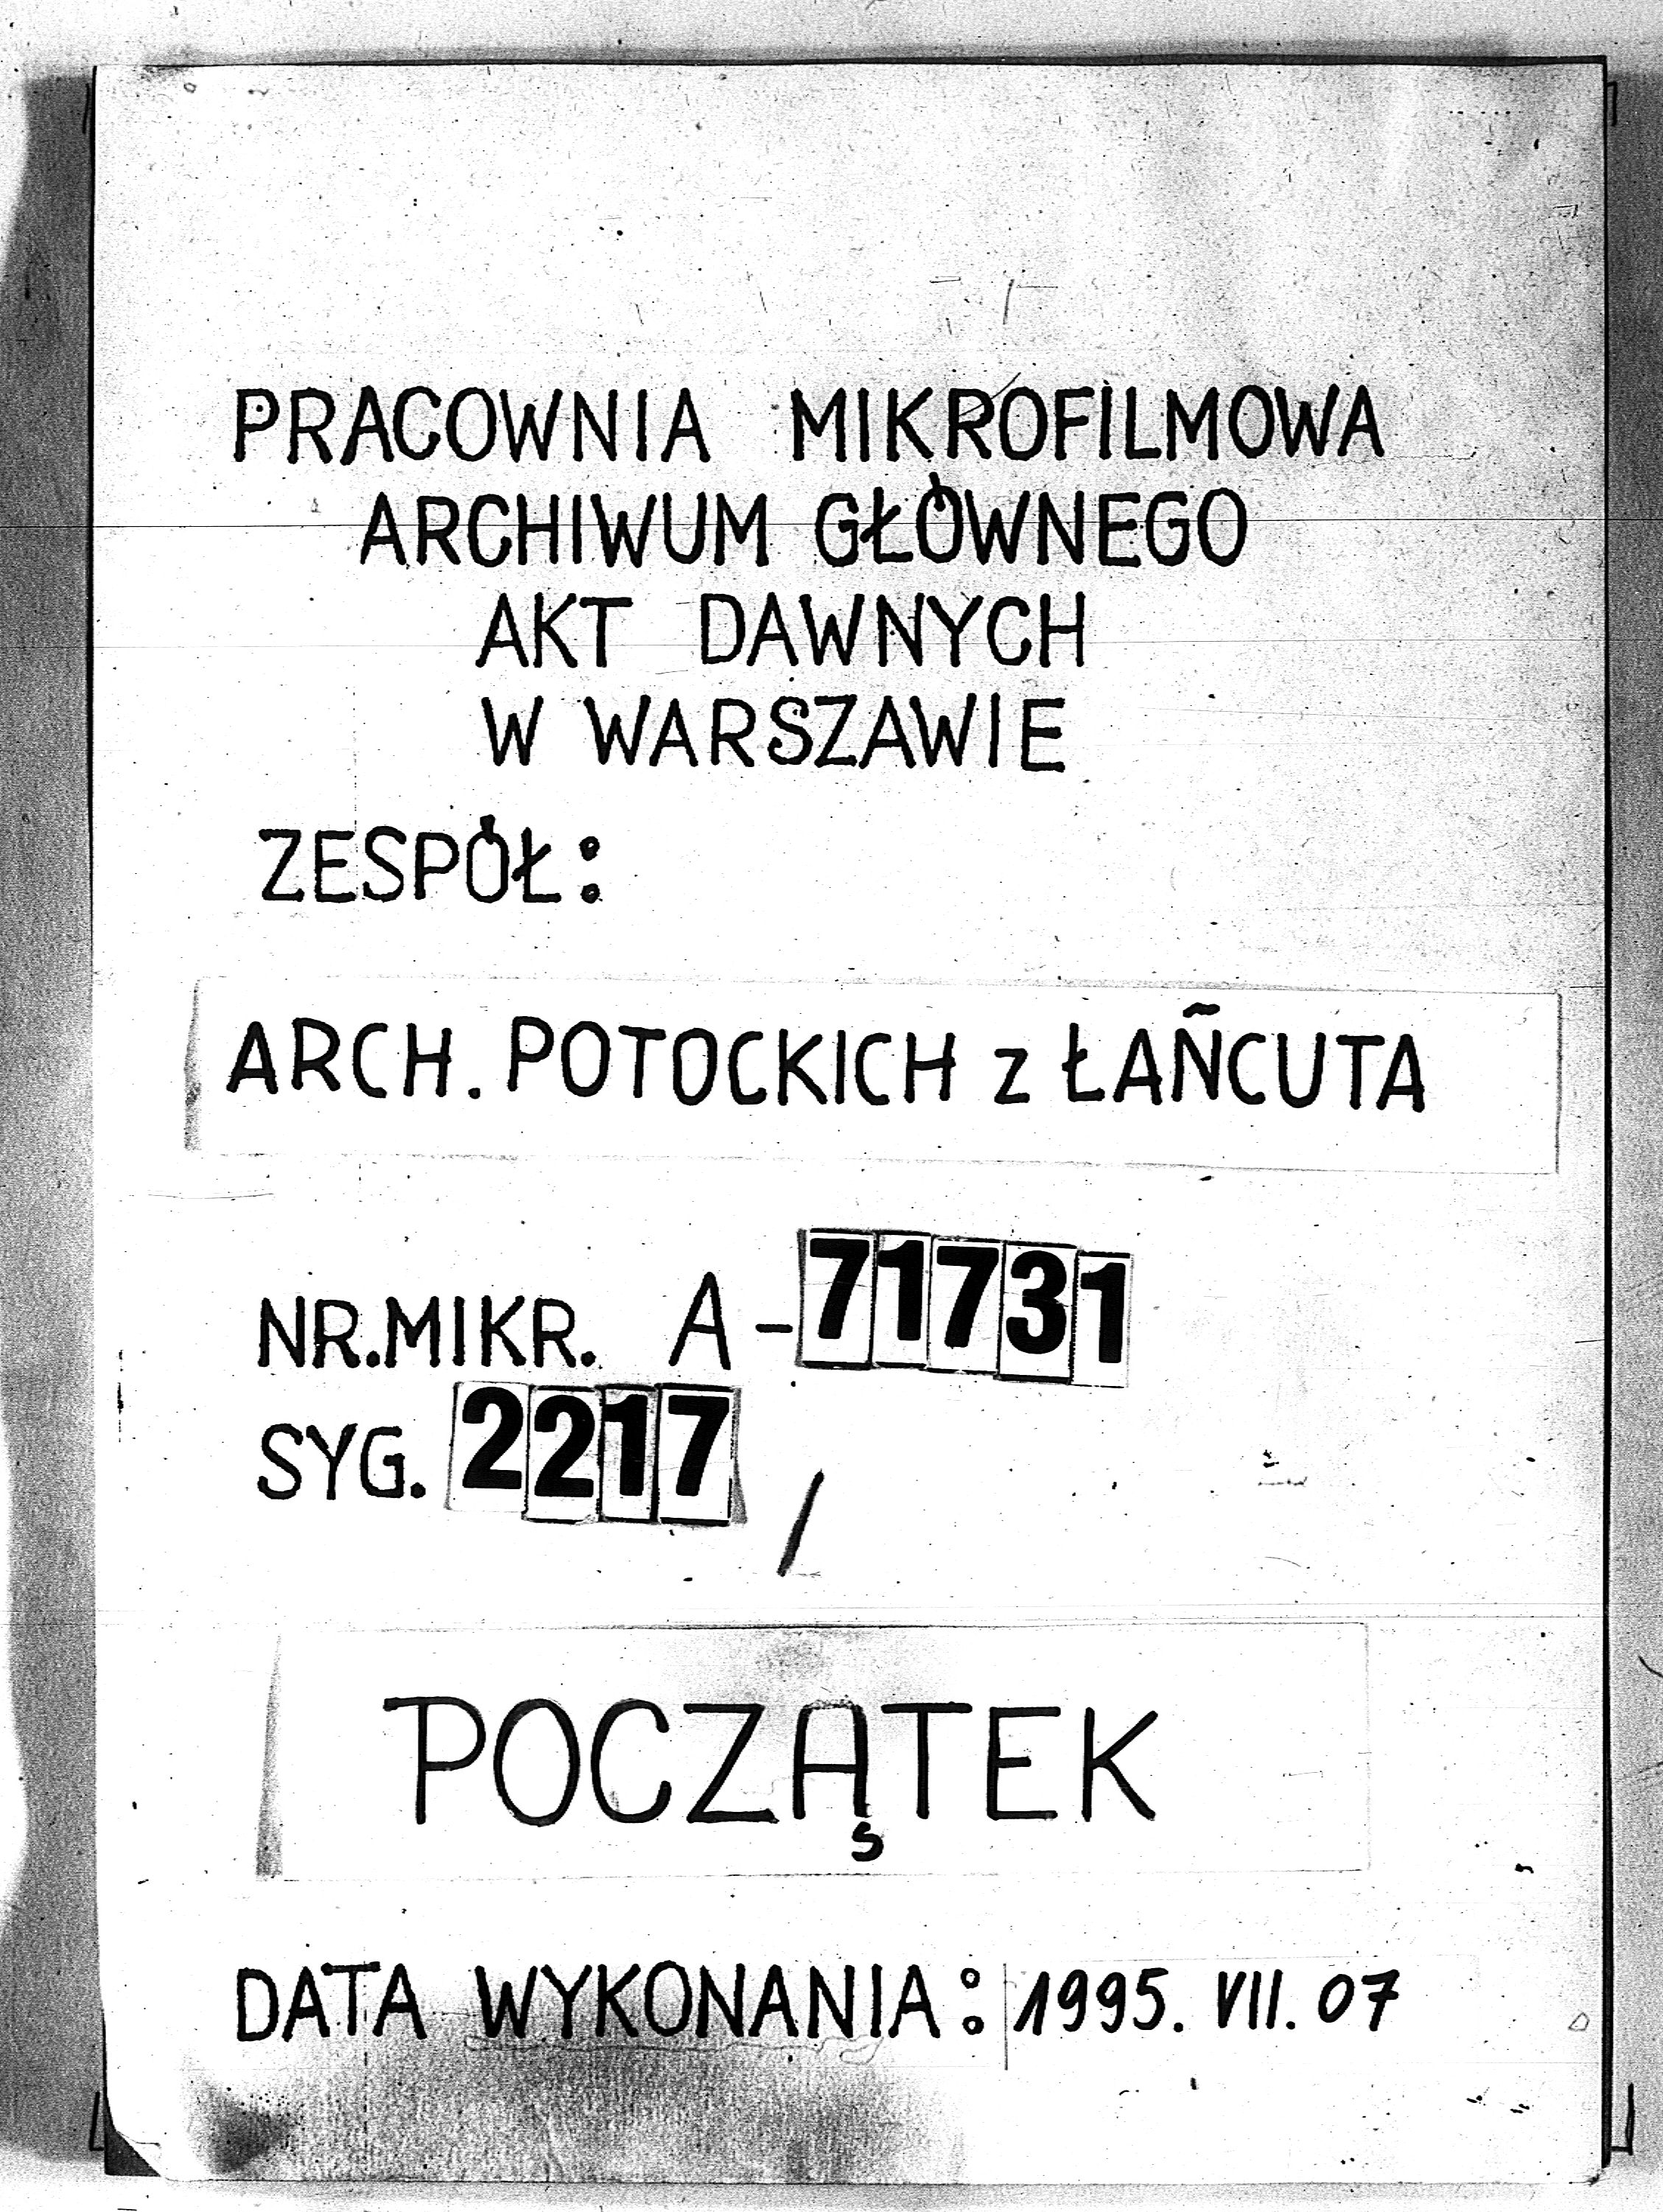 PRACOWNIA MIKROFILMOWA
ARCHIWUM GŁÓWNEGO
AKT DAWNYCH
W WARSZAWIE
ZESPÓŁ:
ARCH. POTOCKICH z ŁAŃCUTA
NR.MIKR. A-71731
SYG. 2217 /
POCZĄTEK
DATA WYKONANIA: 1995. VII. 07